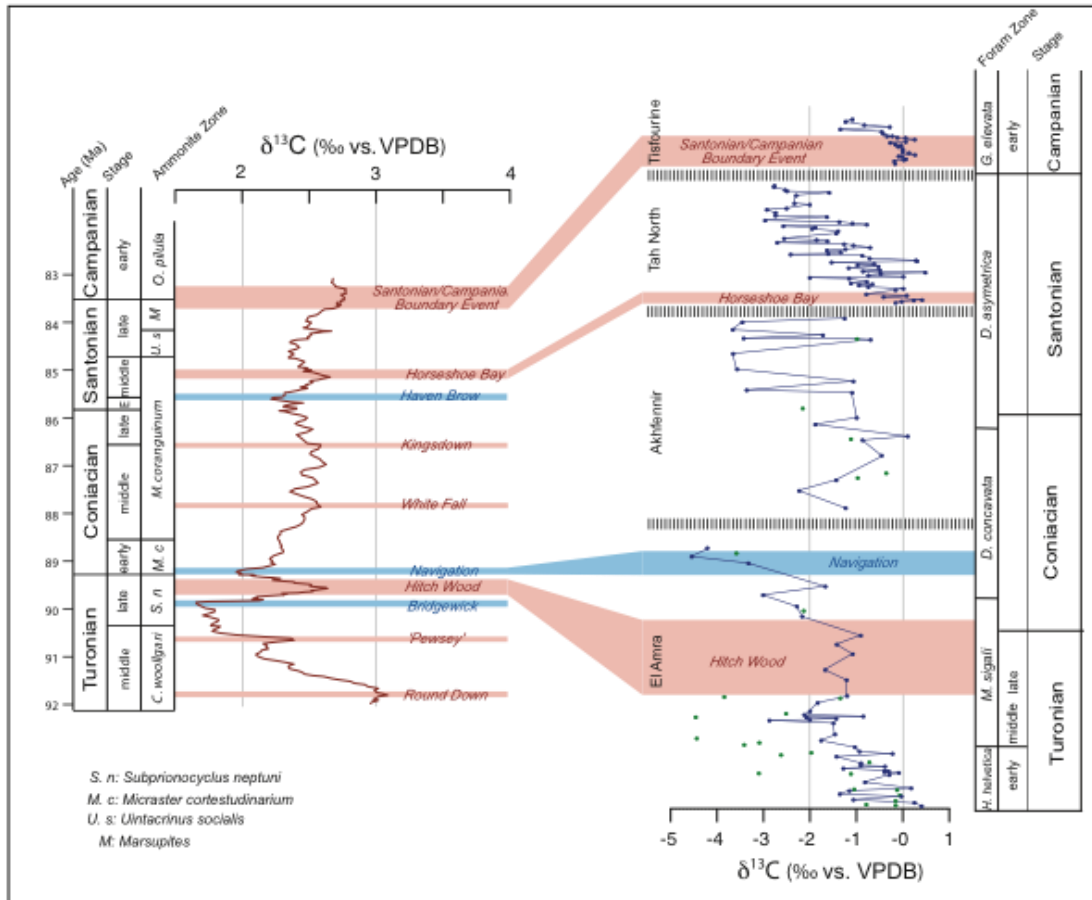 Age (Ma)
Stage
Ammonite Zone
δ¹³C (‰ vs. VPDB)
2
3
4
Campanian
early
O. pilula
83
Santonian
late
M
U. s
84
middle
85
E
M.coranguinum
Coniacian
late
86
middle
87
88
early
M. c
89
Turonian
late
S. n
90
middle
C. woollgari
91
92
Santonian/Campanian
Boundary Event
Horseshoe Bay
Haven Brow
Kingsdown
White Fall
Navigation
Hitch Wood
Bridgewick
'Pewsey'
Round Down
S. n: Subprionocyclus neptuni
M. c: Micraster cortestudinarium
U. s: Uintacrinus socialis
M: Marsupites
Foram Zone
Stage
Tisfourine
Santonian/Campanian
Boundary Event
G. elevata
early
Campanian
Tah North
Horseshoe Bay
D. asymetrica
Santonian
Akhfennir
D. concavata
Coniacian
Navigation
El Amra
Hitch Wood
M. sigali
late
middle
Turonian
H. helvetica
early
-5
-4
-3
-2
-1
-0
1
δ¹³C (‰ vs. VPDB)